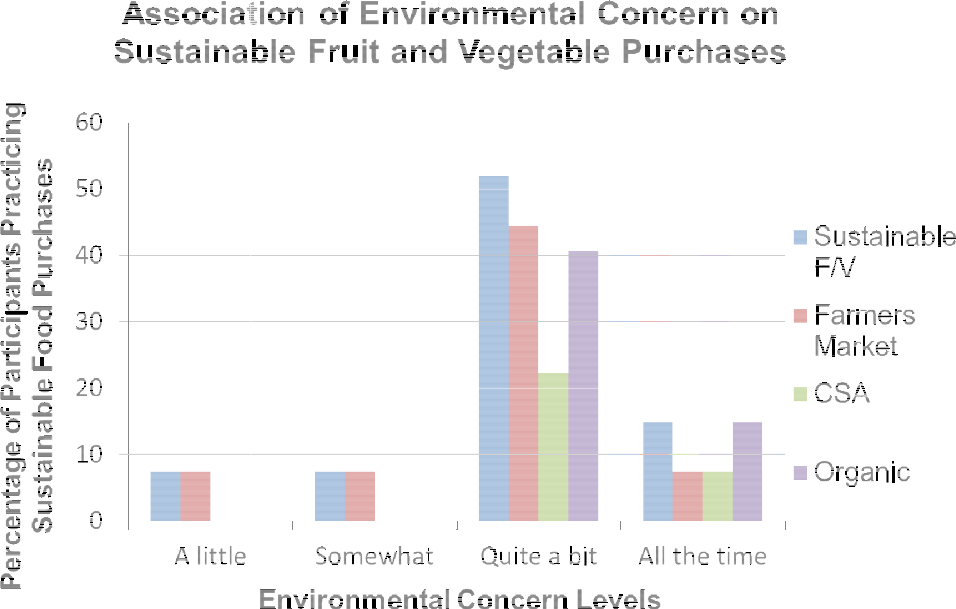 Association of Environmental Concern on
Sustainable Fruit and Vegetable Purchases
Percentage of Participants Practicing
Sustainable Food Purchases
60
50
40
30
20
10
0
A little
Somewhat
Quite a bit
All the time
Environmental Concern Levels
Sustainable
F/V
Farmers
Market
CSA
Organic